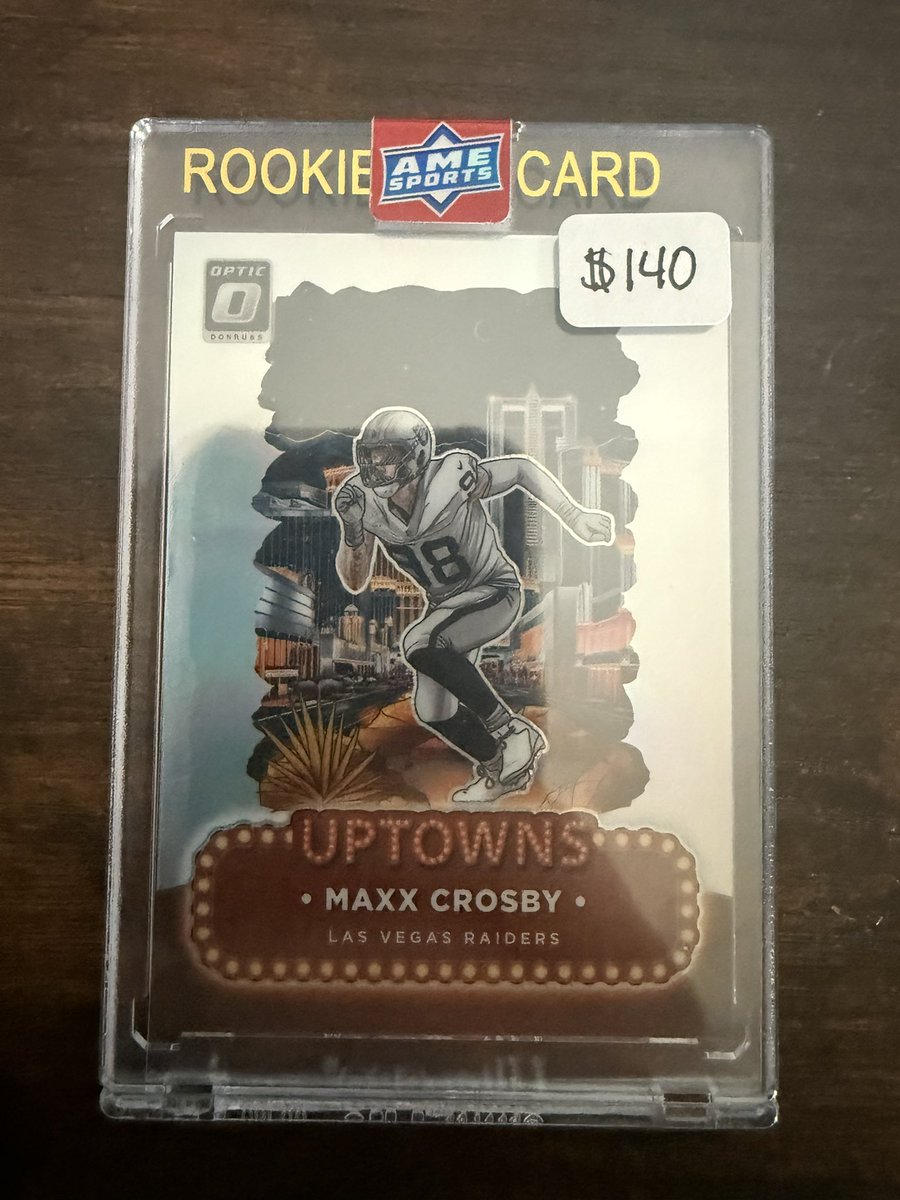 ROOKIE CARD
AME
SPORTS
$140
OPTIC
O
DONRUSS
98
UPTOWNS
• MAXX CROSBY •
LAS VEGAS RAIDERS